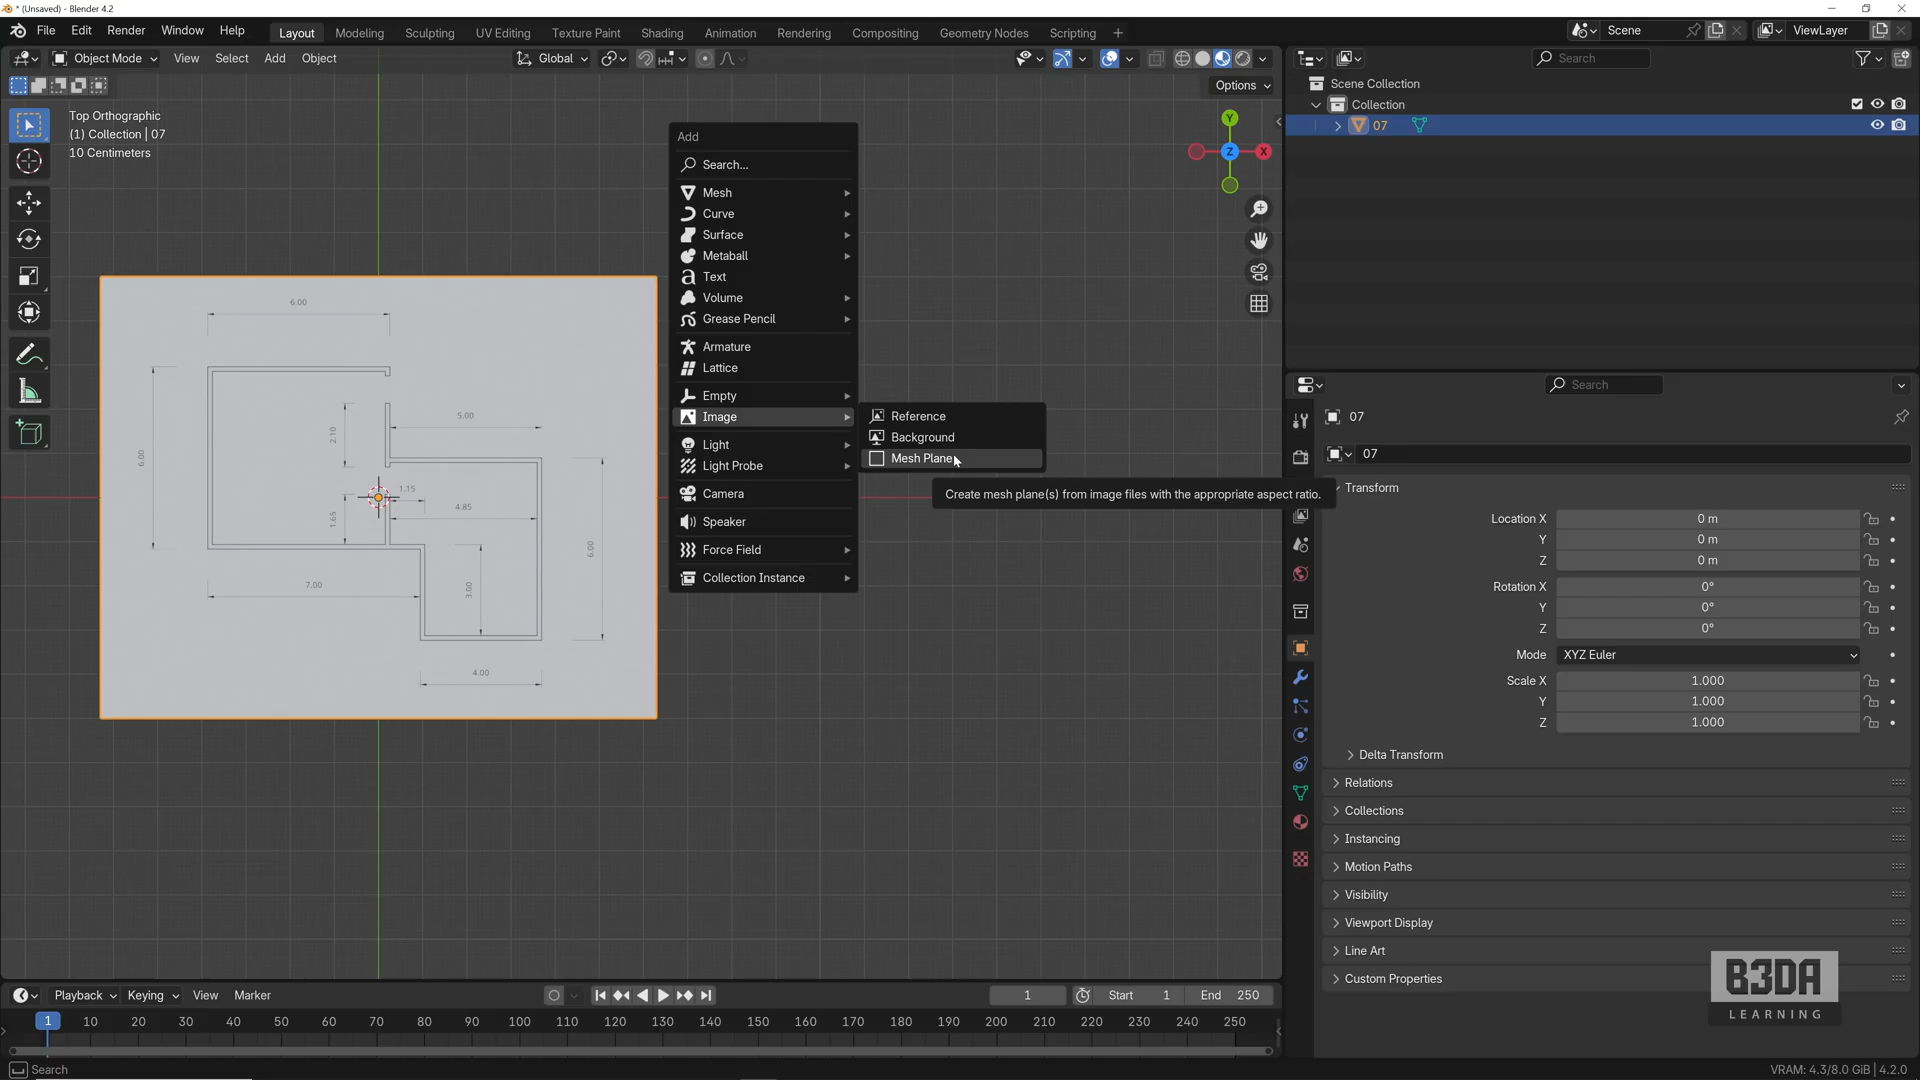 * (Unsaved) - Blender 4.2
File Edit Render Window Help Layout Modeling Sculpting UV Editing Texture Paint Shading Animation Rendering Compositing Geometry Nodes Scripting + Scene ViewLayer
Object Mode View Select Add Object Global Search
Options
Scene Collection
Collection
07
Top Orthographic
(1) Collection | 07
10 Centimeters
Y
X
Z
Add
Search...
Mesh
Curve
Surface
Metaball
Text
Volume
Grease Pencil
Armature
Lattice
Empty
Image
Light
Light Probe
Camera
Speaker
Force Field
Collection Instance
Reference
Background
Mesh Plane
Create mesh plane(s) from image files with the appropriate aspect ratio.
6.00
5.00
2.10
6.00
1.15
4.85
1.65
6.00
7.00
3.00
4.00
Search
07
07
Transform
Location X 0 m
Y 0 m
Z 0 m
Rotation X 0°
Y 0°
Z 0°
Mode XYZ Euler
Scale X 1.000
Y 1.000
Z 1.000
Delta Transform
Relations
Collections
Instancing
Motion Paths
Visibility
Viewport Display
Line Art
Custom Properties
B3DA
LEARNING
Playback Keying View Marker 1 Start 1 End 250
1 10 20 30 40 50 60 70 80 90 100 110 120 130 140 150 160 170 180 190 200 210 220 230 240 250
Search
VRAM: 4.3/8.0 GiB | 4.2.0